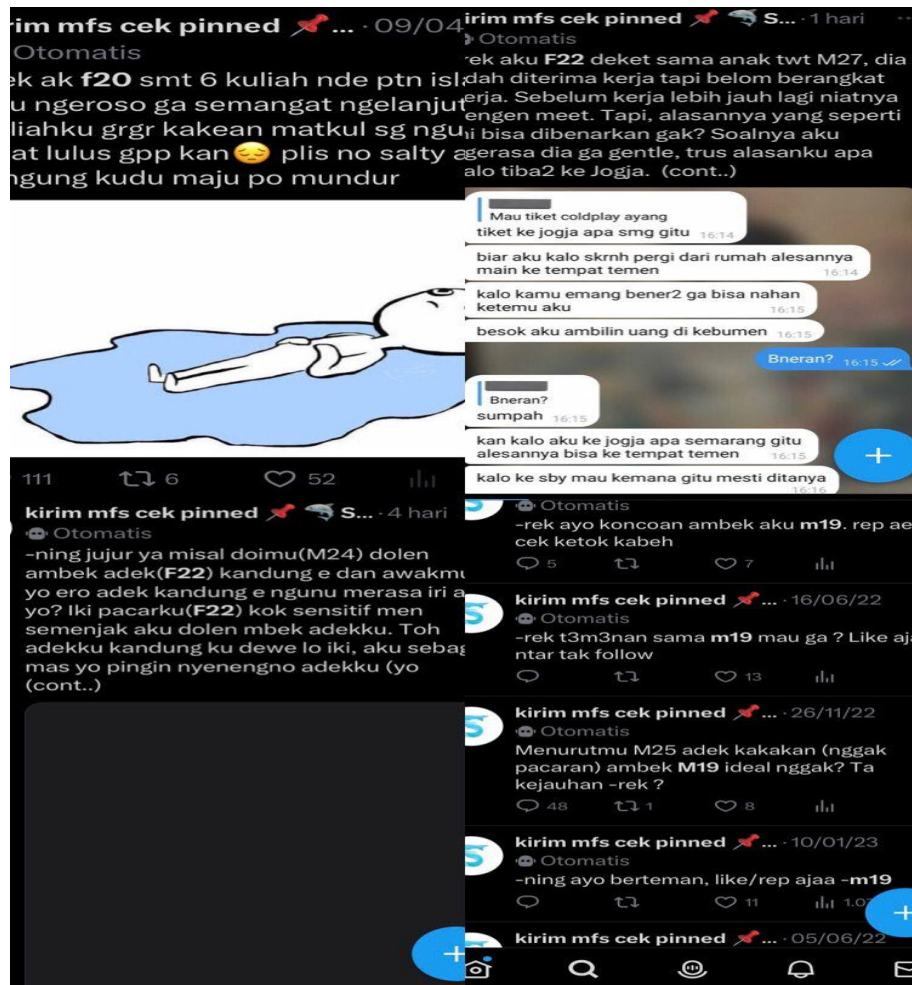 irim mfs cek pinned 📌 ... · 09/04
Otomatis
ek ak f20 smt 6 kuliah nde ptn isl
u ngeroso ga semangat ngelanjut
liahku grgr kakean matkul sg ngu
at lulus gpp kan😔 plis no salty a
ngung kudu maju po mundur
111 6 52
kirim mfs cek pinned 📌 🐬 S... · 4 hari
Otomatis
-ning jujur ya misal doimu(M24) dolen
ambek adek(F22) kandung e dan awakmu
yo ero adek kandung e ngunu merasa iri a
yo? Iki pacarku(F22) kok sensitif men
semenjak aku dolen mbek adekku. Toh
adekku kandung ku dewe lo iki, aku sebag
mas yo pingin nyenengno adekku (yo
(cont..)
irim mfs cek pinned 📌 🐬 S... · 1 hari
Otomatis
rek aku F22 deket sama anak twt M27, dia
dah diterima kerja tapi belom berangkat
erja. Sebelum kerja lebih jauh lagi niatnya
engen meet. Tapi, alasannya yang seperti
ni bisa dibenarkan gak? Soalnya aku
gerasa dia ga gentle, trus alasanku apa
alo tiba2 ke Jogja. (cont..)
Mau tiket coldplay ayang
tiket ke jogja apa smg gitu 16:14
biar aku kalo skrnh pergi dari rumah alesannya
main ke tempat temen 16:14
kalo kamu emang bener2 ga bisa nahan
ketemu aku 16:15
besok aku ambilin uang di kebumen 16:15
Bneran? 16:15
Bneran?
sumpah 16:15
kan kalo aku ke jogja apa semarang gitu
alesannya bisa ke tempat temen 16:15
kalo ke sby mau kemana gitu mesti ditanya
16:16
Otomatis
-rek ayo koncoan ambek aku m19. rep ae
cek ketok kabeh
5 7
kirim mfs cek pinned 📌 ... · 16/06/22
Otomatis
-rek t3m3nan sama m19 mau ga ? Like aja
ntar tak follow
13
kirim mfs cek pinned 📌 ... · 26/11/22
Otomatis
Menurutmu M25 adek kakakan (nggak
pacaran) ambek M19 ideal nggak? Ta
kejauhan -rek ?
48 1 8
kirim mfs cek pinned 📌 ... · 10/01/23
Otomatis
-ning ayo berteman, like/rep ajaa -m19
11
kirim mfs cek pinned 📌 ... · 05/06/22